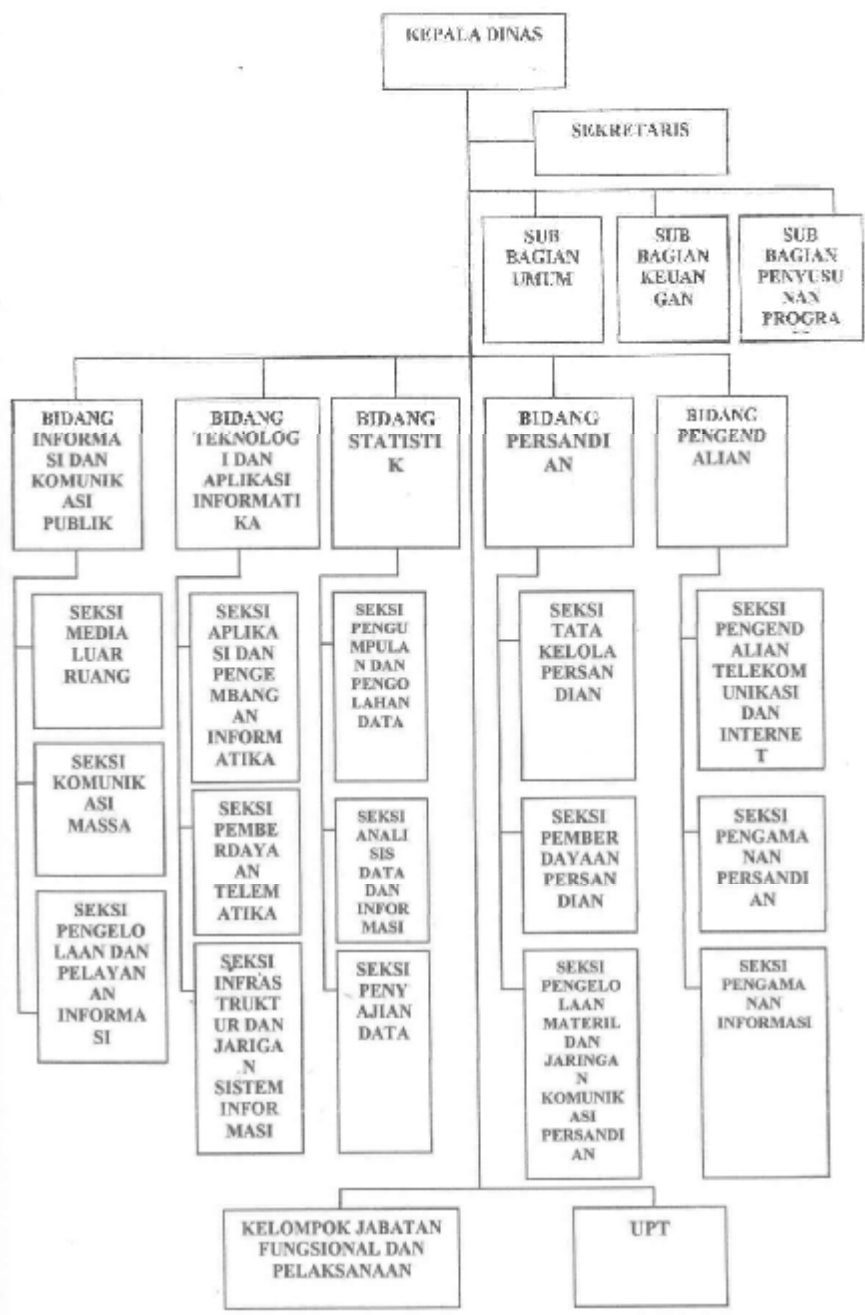 KEPALA DINAS
SEKRETARIS
SUB
BAGIAN
UMUM
SUB
BAGIAN
KEUAN
GAN
SUB
BAGIAN
PENYUSU
NAN
PROGRA
BIDANG
INFORMA
SI DAN
KOMUNIK
ASI
PUBLIK
BIDANG
TEKNOLOG
I DAN
APLIKASI
INFORMATI
KA
BIDANG
STATISTI
K
BIDANG
PERSANDI
AN
BIDANG
PENGEND
ALIAN
SEKSI
MEDIA
LUAR
RUANG
SEKSI
KOMUNIK
ASI
MASSA
SEKSI
PENGELO
LAAN DAN
PELAYAN
AN
INFORMA
SI
SEKSI
APLIKA
SI DAN
PENGE
MBANG
AN
INFORM
ATIKA
SEKSI
PEMBE
RDAYA
AN
TELEM
ATIKA
SEKSI
INFRAS
TRUKT
UR DAN
JARIGA
N
SISTEM
INFOR
MASI
SEKSI
PENGU
MPULA
N DAN
PENGO
LAHAN
DATA
SEKSI
ANALI
SIS
DATA
DAN
INFOR
MASI
SEKSI
PENY
AJIAN
DATA
SEKSI
TATA
KELOLA
PERSAN
DIAN
SEKSI
PEMBER
DAYAAN
PERSAN
DIAN
SEKSI
PENGELO
LAAN
MATERIL
DAN
JARINGA
N
KOMUNIK
ASI
PERSANDI
AN
SEKSI
PENGEND
ALIAN
TELEKOM
UNIKASI
DAN
INTERNE
T
SEKSI
PENGAMA
NAN
PERSANDI
AN
SEKSI
PENGAMA
NAN
INFORMASI
KELOMPOK JABATAN
FUNGSIONAL DAN
PELAKSANAAN
UPT